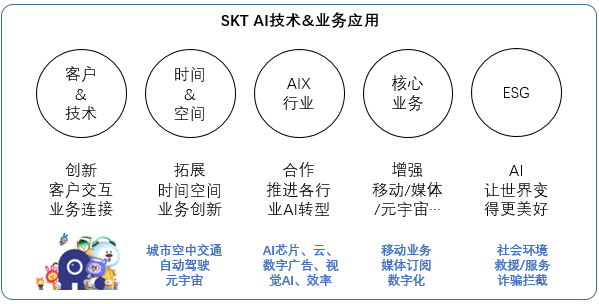 SKT AI技术&业务应用
客户
&
技术
时间
&
空间
AIX
行业
核心
业务
ESG
创新
客户交互
业务连接
拓展
时间空间
业务创新
合作
推进各行
业AI转型
增强
移动/媒体
/元宇宙…
AI
让世界变
得更美好
城市空中交通
自动驾驶
元宇宙
AI芯片、云、
数字广告、视
觉AI、效率
移动业务
媒体订阅
数字化
社会环境
救援/服务
诈骗拦截